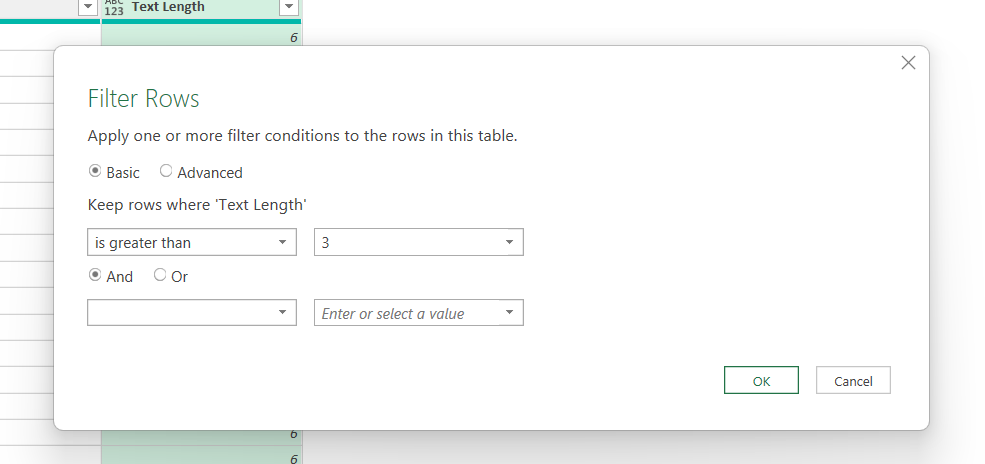 ABC
123 Text Length
6
Filter Rows
Apply one or more filter conditions to the rows in this table.
Basic Advanced
Keep rows where 'Text Length'
is greater than 3
And Or
Enter or select a value
OK Cancel
6
6